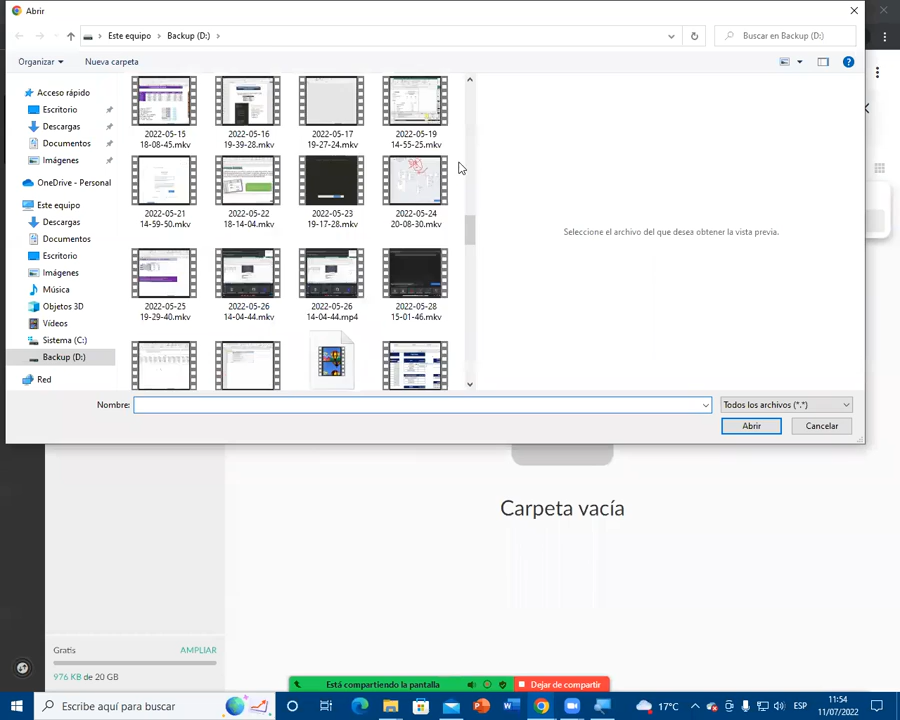 Abrir
Este equipo > Backup (D:) >
Buscar en Backup (D:)
Organizar
Nueva carpeta
Acceso rápido
Escritorio
Descargas
Documentos
Imágenes
OneDrive - Personal
Este equipo
Descargas
Documentos
Escritorio
Imágenes
Música
Objetos 3D
Vídeos
Sistema (C:)
Backup (D:)
Red
2022-05-15
18-08-45.mkv
2022-05-16
19-39-28.mkv
2022-05-17
19-27-24.mkv
2022-05-19
14-55-25.mkv
2022-05-21
14-59-50.mkv
2022-05-22
18-14-04.mkv
2022-05-23
19-17-28.mkv
2022-05-24
20-08-30.mkv
2022-05-25
19-29-40.mkv
2022-05-26
14-04-44.mkv
2022-05-26
14-04-44.mp4
2022-05-28
15-01-46.mkv
Seleccione el archivo del que desea obtener la vista previa.
Nombre:
Todos los archivos (*.*)
Abrir
Cancelar
Carpeta vacía
Gratis
AMPLIAR
976 KB de 20 GB
Está compartiendo la pantalla
Dejar de compartir
Escribe aquí para buscar
17°C
ESP
11:54
11/07/2022